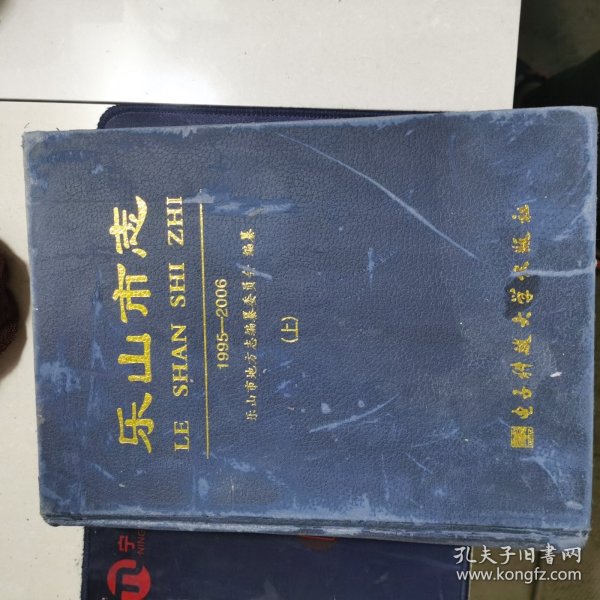 乐山市志
LE SHAN SHI ZHI
1995—2006
乐山市地方志编纂委员会 编纂
(上)
电子科技大学出版社
宁
NING
孔夫子旧书网
www.kongfz.com